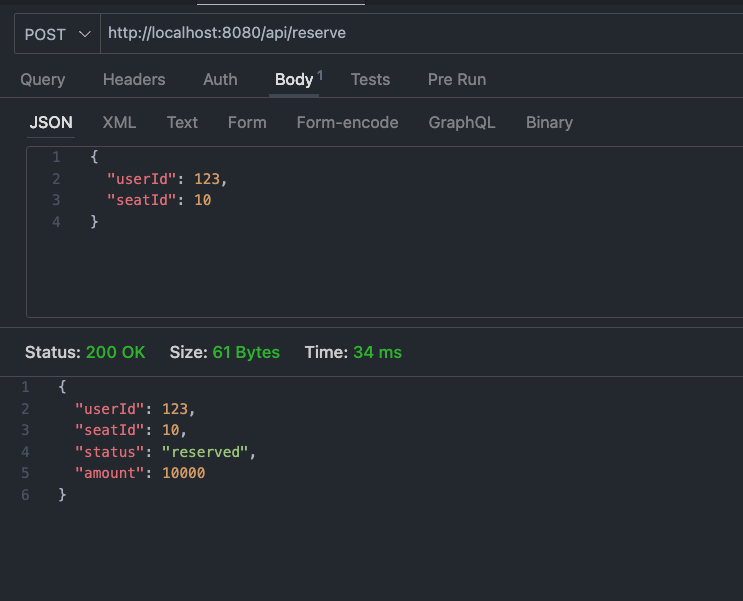 POST http://localhost:8080/api/reserve
Query Headers Auth Body 1 Tests Pre Run
JSON XML Text Form Form-encode GraphQL Binary
1 {
2 "userId": 123,
3 "seatId": 10
4 }
Status: 200 OK Size: 61 Bytes Time: 34 ms
1 {
2 "userId": 123,
3 "seatId": 10,
4 "status": "reserved",
5 "amount": 10000
6 }